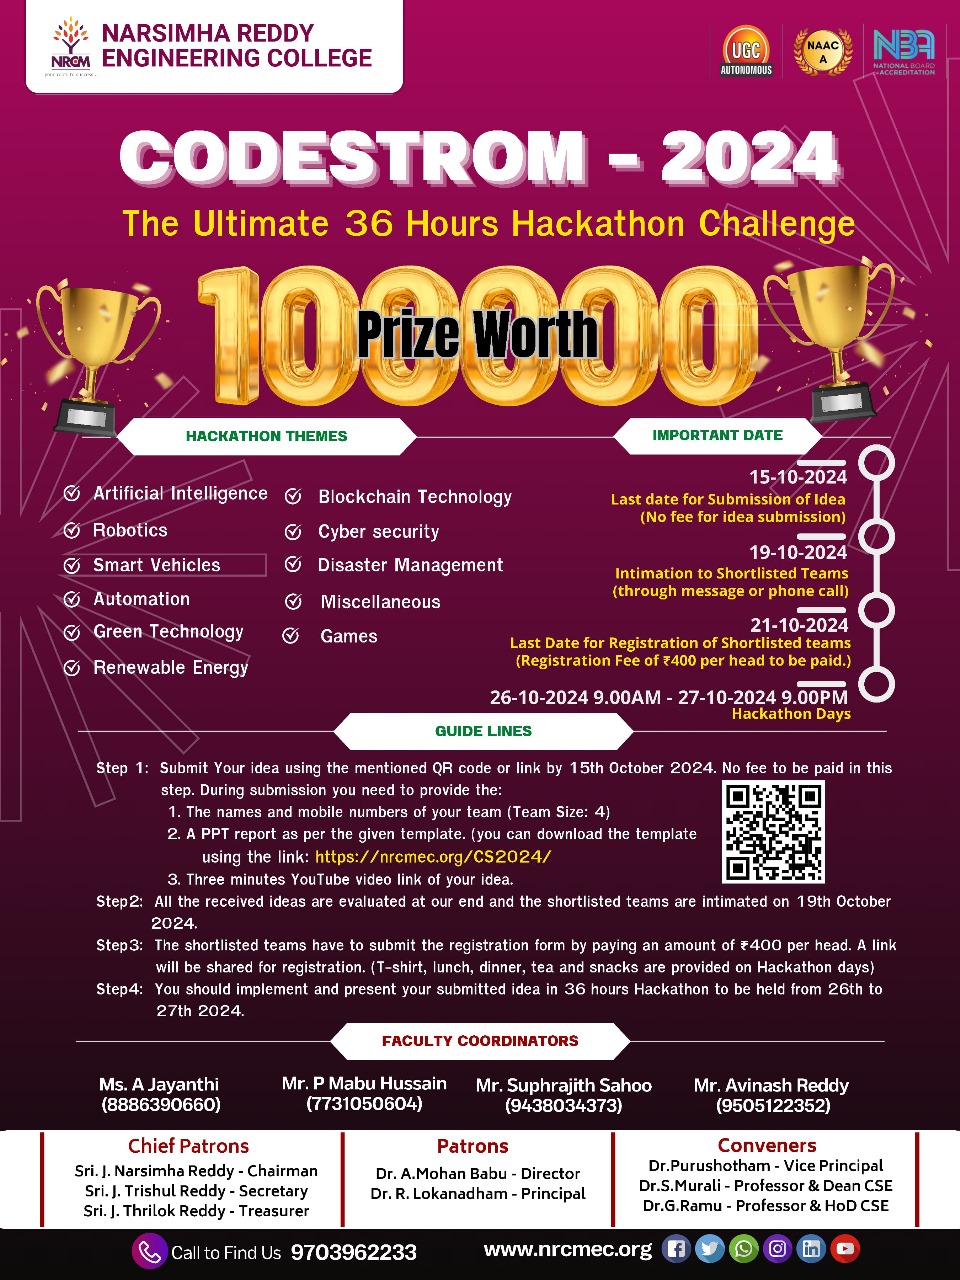 NRCM
your roots to success...
NARSIMHA REDDY
ENGINEERING COLLEGE
UGC
AUTONOMOUS
NAAC
A
NBA
NATIONAL BOARD
OF ACCREDITATION
CODESTROM - 2024
The Ultimate 36 Hours Hackathon Challenge
100000
Prize Worth
HACKATHON THEMES
Artificial Intelligence
Robotics
Smart Vehicles
Automation
Green Technology
Renewable Energy
Blockchain Technology
Cyber security
Disaster Management
Miscellaneous
Games
IMPORTANT DATE
15-10-2024
Last date for Submission of Idea
(No fee for idea submission)
19-10-2024
Intimation to Shortlisted Teams
(through message or phone call)
21-10-2024
Last Date for Registration of Shortlisted teams
(Registration Fee of ₹400 per head to be paid.)
26-10-2024 9.00AM - 27-10-2024 9.00PM
Hackathon Days
GUIDE LINES
Step 1: Submit Your idea using the mentioned QR code or link by 15th October 2024. No fee to be paid in this
step. During submission you need to provide the:
1. The names and mobile numbers of your team (Team Size: 4)
2. A PPT report as per the given template. (you can download the template
using the link: https://nrcmec.org/CS2024/
3. Three minutes YouTube video link of your idea.
Step2: All the received ideas are evaluated at our end and the shortlisted teams are intimated on 19th October
2024.
Step3: The shortlisted teams have to submit the registration form by paying an amount of ₹400 per head. A link
will be shared for registration. (T-shirt, lunch, dinner, tea and snacks are provided on Hackathon days)
Step4: You should implement and present your submitted idea in 36 hours Hackathon to be held from 26th to
27th 2024.
FACULTY COORDINATORS
Ms. A Jayanthi
(8886390660)
Mr. P Mabu Hussain
(7731050604)
Mr. Suphrajith Sahoo
(9438034373)
Mr. Avinash Reddy
(9505122352)
Chief Patrons
Sri. J. Narsimha Reddy - Chairman
Sri. J. Trishul Reddy - Secretary
Sri. J. Thrilok Reddy - Treasurer
Patrons
Dr. A.Mohan Babu - Director
Dr. R. Lokanadham - Principal
Conveners
Dr.Purushotham - Vice Principal
Dr.S.Murali - Professor & Dean CSE
Dr.G.Ramu - Professor & HoD CSE
Call to Find Us 9703962233
www.nrcmec.org